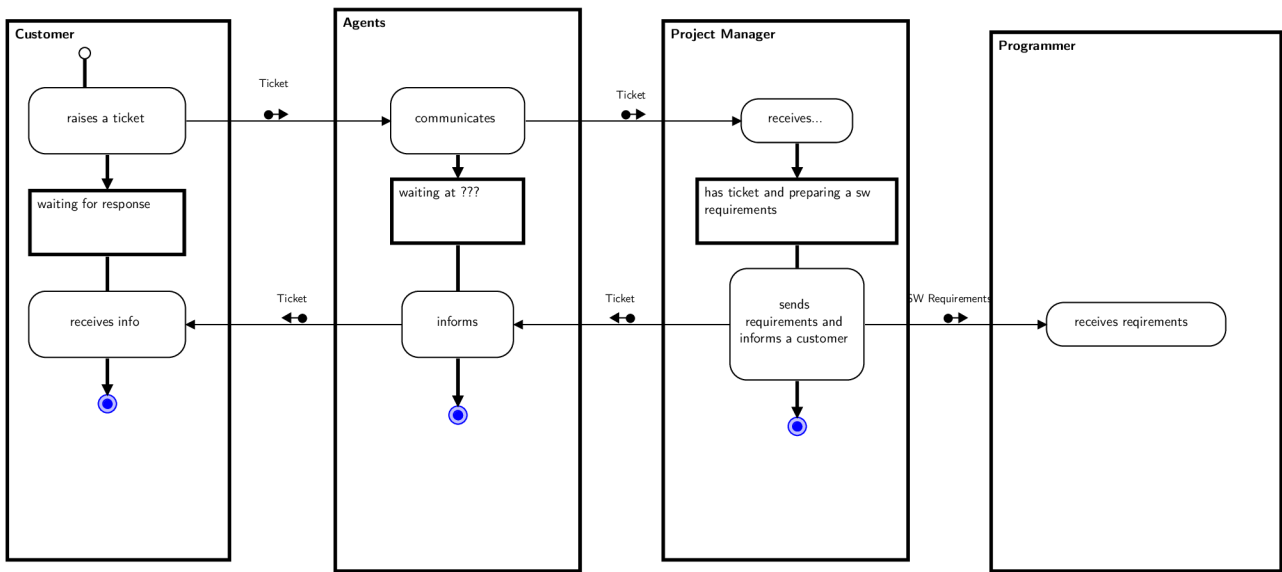 Customer
Agents
Project Manager
Programmer
Ticket
Ticket
raises a ticket
communicates
receives...
waiting for response
waiting at ???
has ticket and preparing a sw
requirements
Ticket
Ticket
SW Requirements
receives info
informs
sends
requirements and
informs a customer
receives reqirements